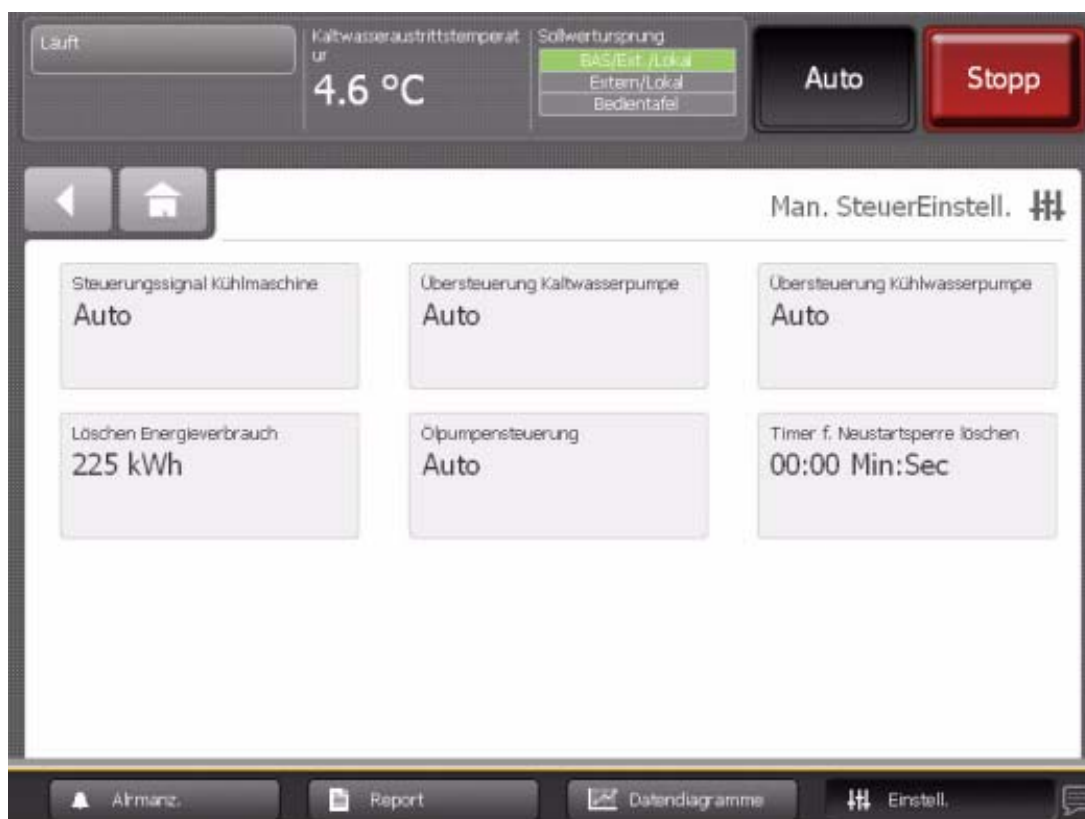 Läuft
Kaltwasseraustrittstemperat
ur
4.6 °C
Sollwertursprung
BAS/Ext./Lokal
Extern/Lokal
Bedientafel
Auto
Stopp
Man. SteuerEinstell.
Steuerungssignal Kühlmaschine
Auto
Übersteuerung Kaltwasserpumpe
Auto
Übersteuerung Kühlwasserpumpe
Auto
Löschen Energieverbrauch
225 kWh
Ölpumpensteuerung
Auto
Timer f. Neustartsperre löschen
00:00 Min:Sec
Alrmanz.
Report
Datendiagramme
Einstell.